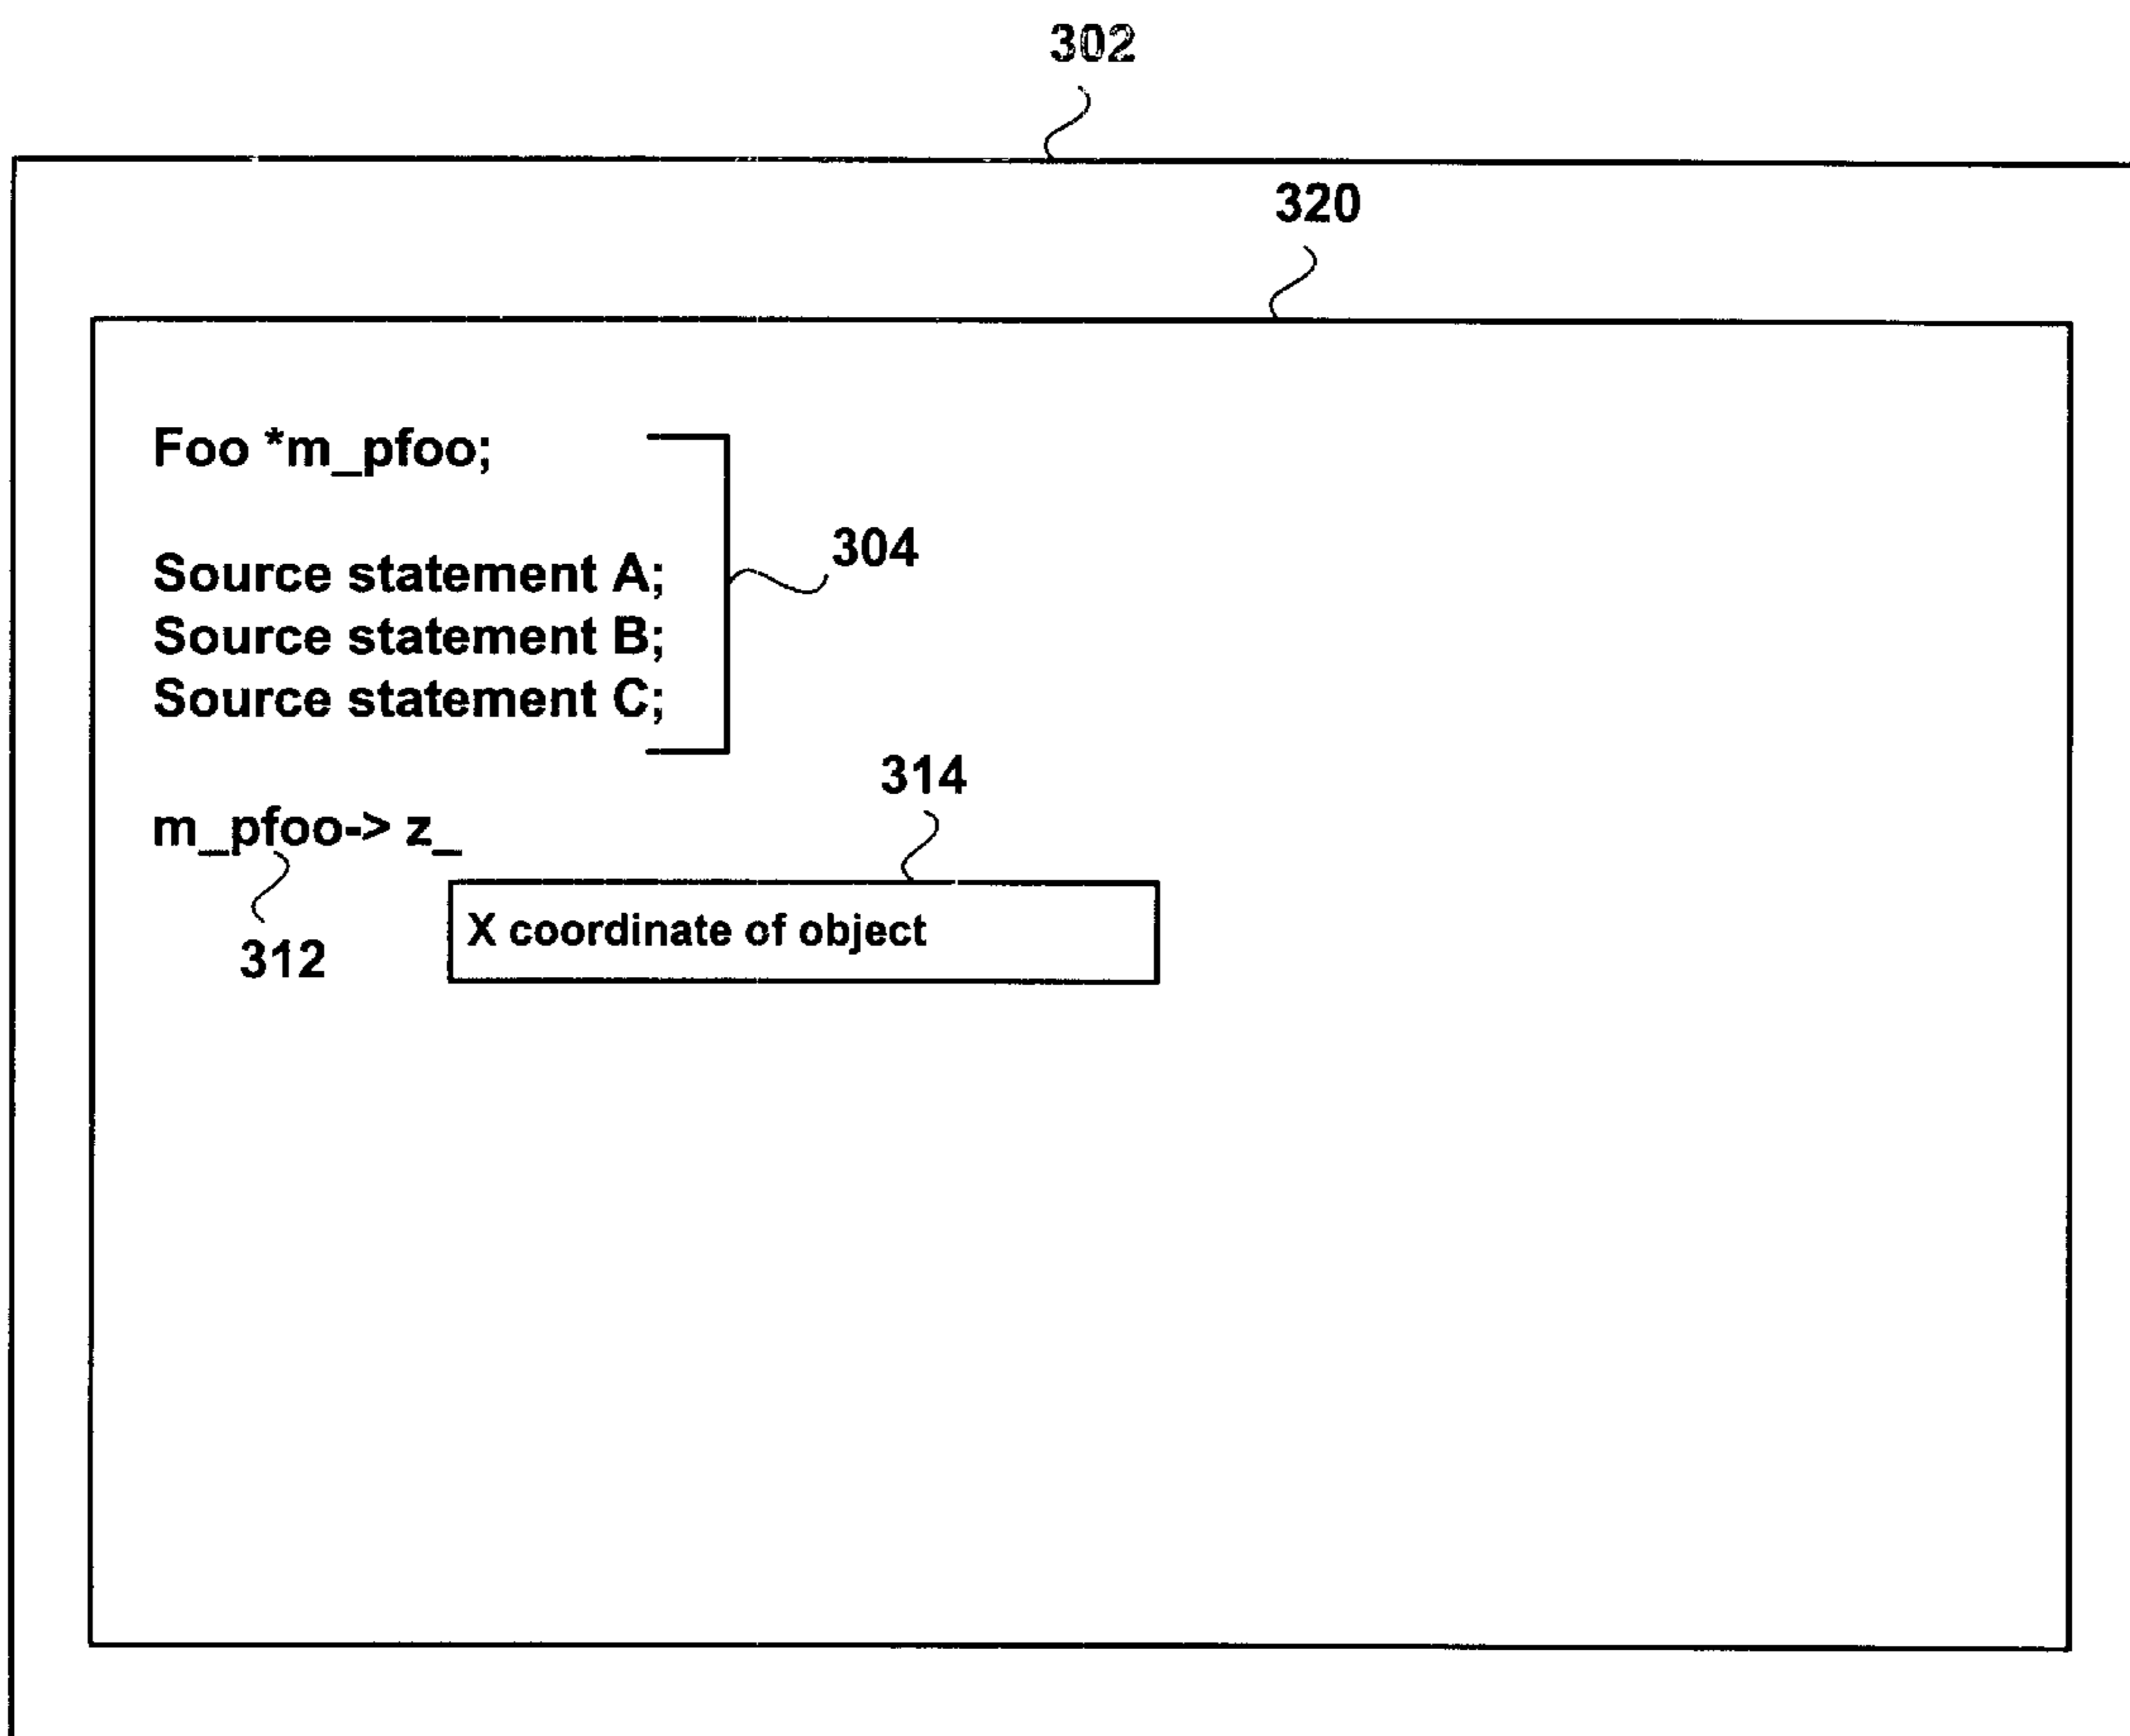 302
320
Foo *m_pfoo;
304
Source statement A;
Source statement B;
Source statement C;
314
m_pfoo-> z_
312
X coordinate of object